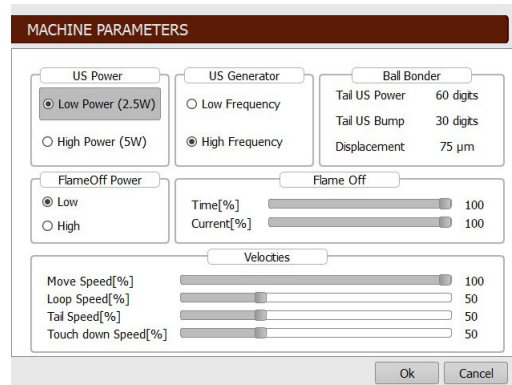 MACHINE PARAMETERS
US Power
Low Power (2.5W)
High Power (5W)
US Generator
Low Frequency
High Frequency
Ball Bonder
Tail US Power 60 digits
Tail US Bump 30 digits
Displacement 75 µm
FlameOff Power
Low
High
Flame Off
Time[%] 100
Current[%] 100
Velocities
Move Speed[%] 100
Loop Speed[%] 50
Tail Speed[%] 50
Touch down Speed[%] 50
Ok Cancel